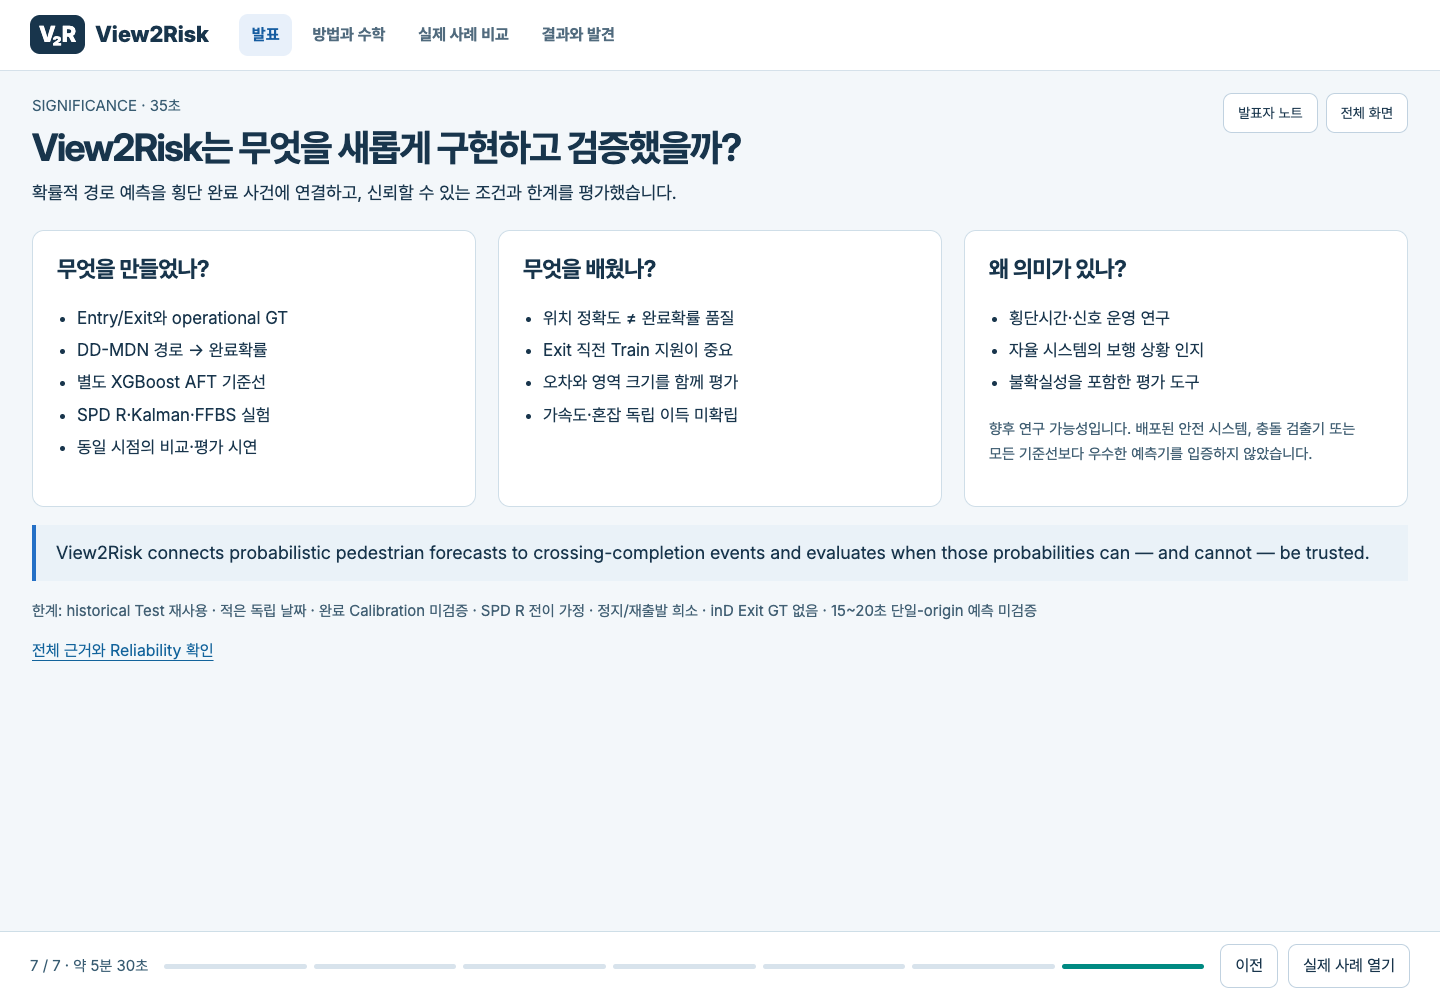 V2R View2Risk 발표 방법과 수학 실제 사례 비교 결과와 발견
SIGNIFICANCE · 35초
발표자 노트 전체 화면
View2Risk는 무엇을 새롭게 구현하고 검증했을까?
확률적 경로 예측을 횡단 완료 사건에 연결하고, 신뢰할 수 있는 조건과 한계를 평가했습니다.
무엇을 만들었나?
• Entry/Exit와 operational GT
• DD-MDN 경로 → 완료확률
• 별도 XGBoost AFT 기준선
• SPD R·Kalman·FFBS 실험
• 동일 시점의 비교·평가 시연
무엇을 배웠나?
• 위치 정확도 ≠ 완료확률 품질
• Exit 직전 Train 지원이 중요
• 오차와 영역 크기를 함께 평가
• 가속도·혼잡 독립 이득 미확립
왜 의미가 있나?
• 횡단시간·신호 운영 연구
• 자율 시스템의 보행 상황 인지
• 불확실성을 포함한 평가 도구
향후 연구 가능성입니다. 배포된 안전 시스템, 충돌 검출기 또는
모든 기준선보다 우수한 예측기를 입증하지 않았습니다.
View2Risk connects probabilistic pedestrian forecasts to crossing-completion events and evaluates when those probabilities can — and cannot — be trusted.
한계: historical Test 재사용 · 적은 독립 날짜 · 완료 Calibration 미검증 · SPD R 전이 가정 · 정지/재출발 희소 · inD Exit GT 없음 · 15~20초 단일-origin 예측 미검증
전체 근거와 Reliability 확인
7 / 7 · 약 5분 30초
이전 실제 사례 열기